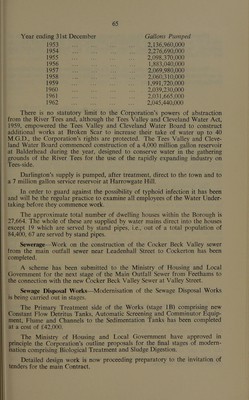 65
Year ending 31st December Gallons Pumped
1953 2,136,960,000
1954 2,276,690,000
1955 2,098,370,000
1956 1,883,040,000
1957 2,069,980,000
1958 2,060,310,000
1959 1,991,720,000
1960 2,039,230,000
1961 2,031,665,000
1962 2,045,440,000
There is no statutory limit to the Corporation's powers of abstraction
from the River Tees and, although the Tees Valley and Cleveland Water Act,
1959, empowered the Tees Valley and Cleveland Water Board to construct
additional works at Broken Scar to increase their take of water up to 40
M.G.D., the Corporation's rights are protected. The Tees Valley and Cleve-
land Water Board commenced construction of a 4,000 million gallon reservoir
at Balderhead during the year, designed to conserve water in the gathering
grounds of the River Tees for the use of the rapidly expanding industry on
Tees-side.
Darlington's supply is pumped, after treatment, direct to the town and to
a 7 million gallon service reservoir at Harrowgate Hill.
In order to guard against the possibility of typhoid infection it has been
and will be the regular practice to examine all employees of the Water Under-
taking before they commence work.
The approximate total number of dwelling houses within the Borough is
27,664. The whole of these are supplied by water mains direct into the houses
except 19 which are served by stand pipes, i.e., out of a total population of
84,400, 67 are served by stand pipes.
Sewerage—Work on the construction of the Cocker Beck Valley sewer
from the main outfall sewer near Leadenhall Street to Cockerton has been
completed.
A scheme has been submitted to the Ministry of Housing and Local
Government for the next stage of the Main Outfall Sewer from Feethams to
the connection with the new Cocker Beck Valley Sewer at Valley Street.
Sewage Disposal Works—Modernisation of the Sewage Disposal Works
is being carried out in stages.
The Primary Treatment side of the Works (stage 1B) comprising new
Constant Flow Detritus Tanks, Automatic Screening and Comminutor Equip-
ment, Flume and Channels to the Sedimentation Tanks has been completed
at a cost of £42,000.
The Ministry of Housing and Local Government have approved in
principle the Corporation's outline proposals for the final stages of modern-
isation comprising Biological Treatment and Sludge Digestion.
Detailed design work is now proceeding preparatory to the invitation of
tenders for the main Contract.